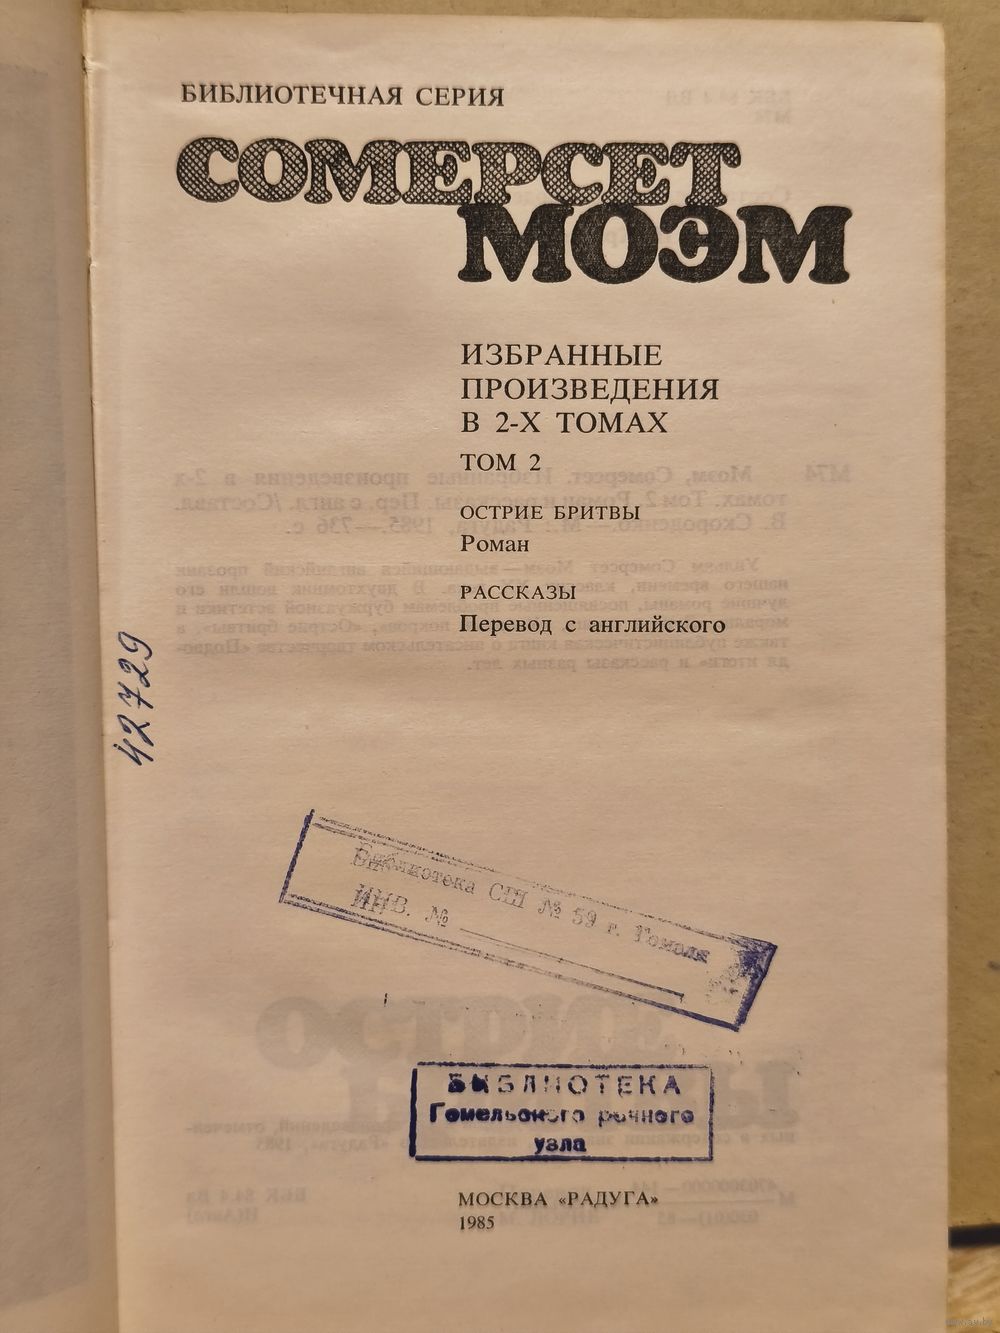 БИБЛИОТЕЧНАЯ СЕРИЯ
СОМЕРСЕТ
МОЭМ
ИЗБРАННЫЕ
ПРОИЗВЕДЕНИЯ
В 2-Х ТОМАХ
ТОМ 2
ОСТРИЕ БРИТВЫ
Роман
РАССКАЗЫ
Перевод с английского
42729
Библиотека СШ № 59 г. Гомеля
ИНВ. №
БИБЛИОТЕКА
Гомельского речного
узла
МОСКВА «РАДУГА»
1985